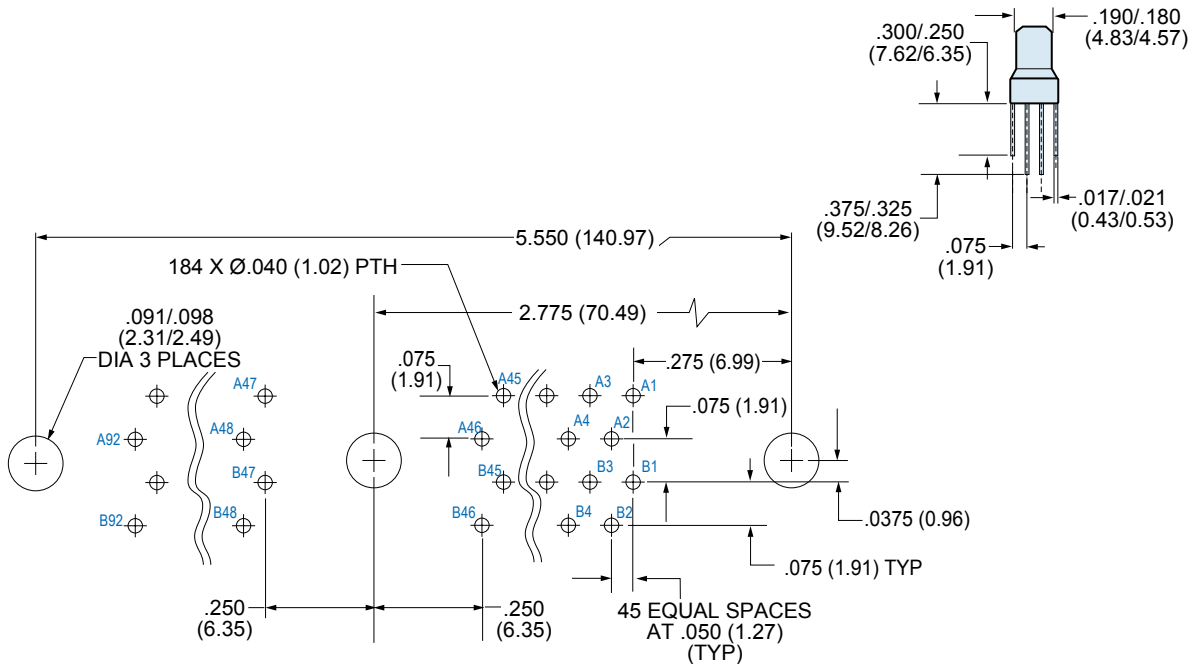 .190/.180
(4.83/4.57)
.300/.250
(7.62/6.35)
.375/.325
(9.52/8.26)
.017/.021
(0.43/0.53)
.075
(1.91)
5.550 (140.97)
184 X Ø.040 (1.02) PTH
2.775 (70.49)
.091/.098
(2.31/2.49)
DIA 3 PLACES
.075
(1.91)
.275 (6.99)
A47
A45
A3
A1
.075 (1.91)
A92
A48
A46
A4
A2
B47
B45
B3
B1
B92
B48
B46
B4
B2
.0375 (0.96)
.075 (1.91) TYP
.250
(6.35)
.250
(6.35)
45 EQUAL SPACES
AT .050 (1.27)
(TYP)